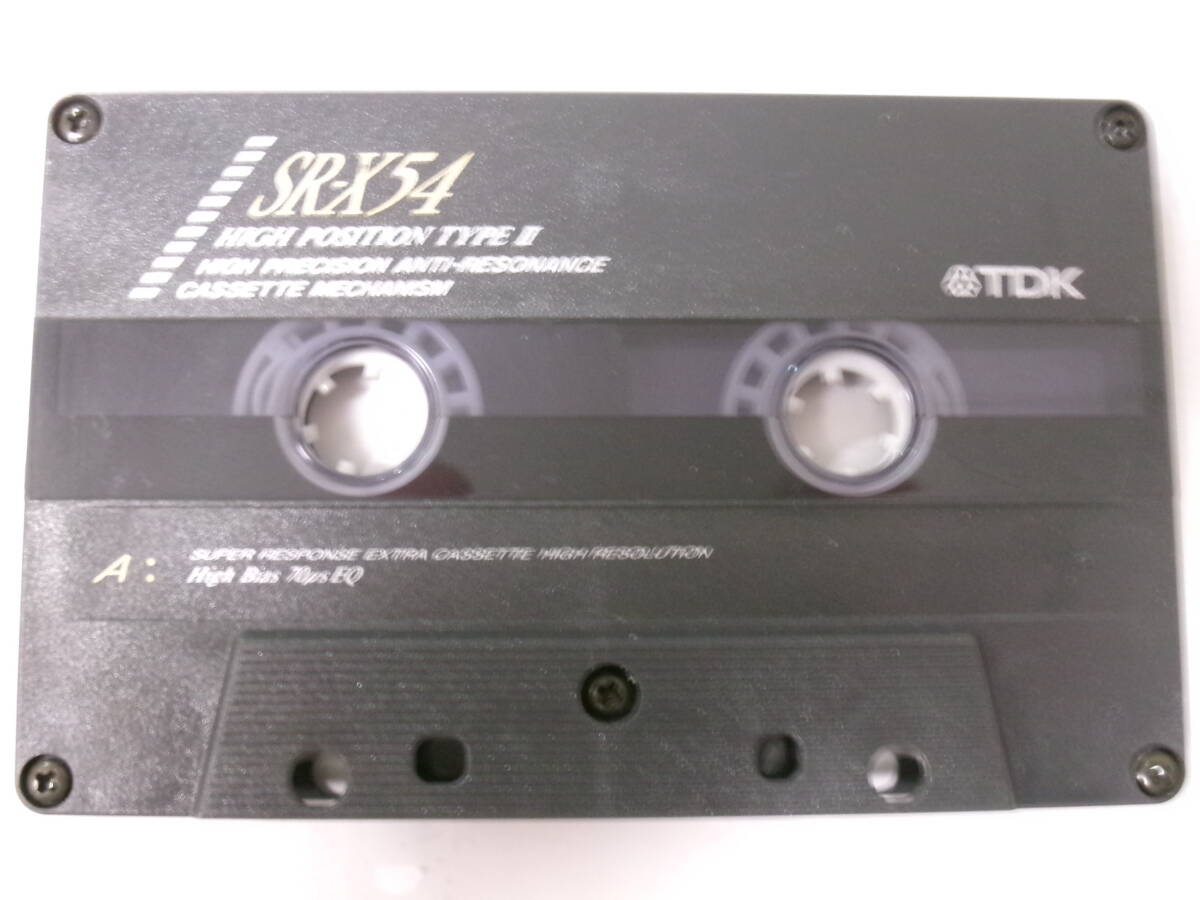 SR-X54
HIGH POSITION TYPE II
HIGH PRECISION ANTI-RESONANCE
CASSETTE MECHANISM
TDK
SUPER RESPONSE EXTRA CASSETTE HIGH RESOLUTION
A:
High Bias 70μs EQ